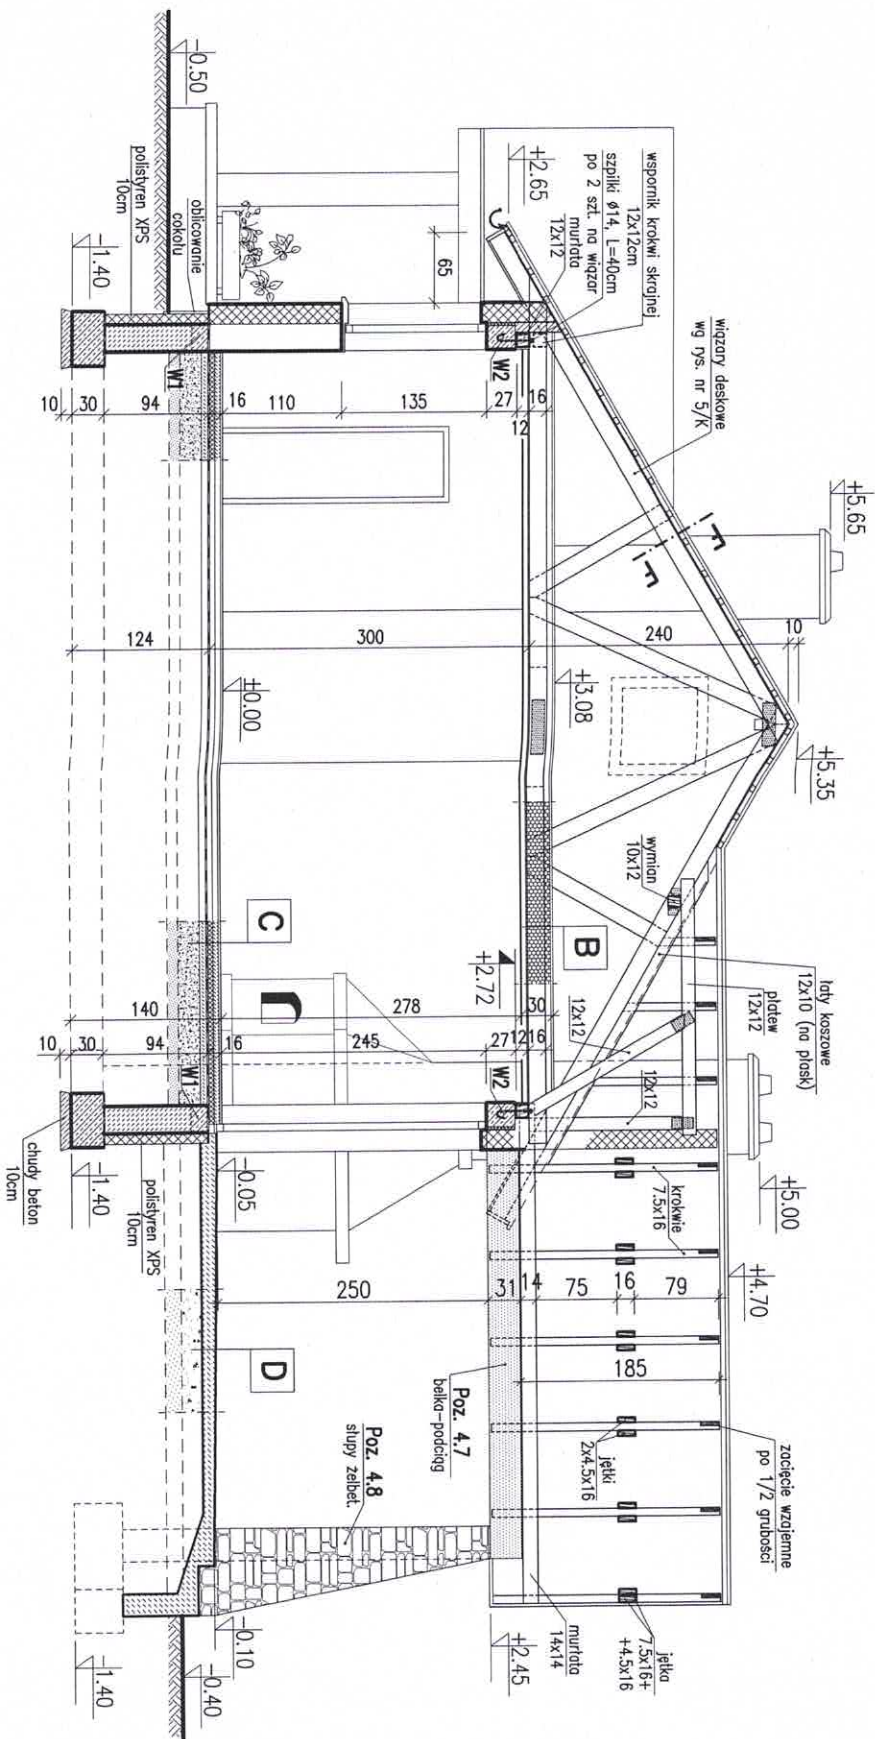 +5.65
+5.35
+5.00
+4.70
+3.08
+2.65
+2.72
+2.45
±0.00
-0.50
-1.40
-0.05
-1.40
-0.10
-0.40
-1.40
wspornik krokwi skrajnej
12x12cm
szpilki ø14, L=40cm
po 2 szt. na wiązar
murłata
12x12
wiązary deskowe
wg rys. nr 5/K
łaty koszowe
12x10 (na płask)
płatew
12x12
wymian
10x12
12x12
12x12
krokwie
7.5x16
zacięcie wzajemne
po 1/2 grubości
jętki
2x4.5x16
jętka
7.5x16+
+4.5x16
murłata
14x14
Poz. 4.7
belka-podciąg
Poz. 4.8
słupy żelbet.
polistyren XPS
10cm
oblicowanie
cokołu
polistyren XPS
10cm
chudy beton
10cm
W1
W2
W1
W2
B
C
D
F
F
65
10 30 94 16 110 135 27 12 16
124 300 240 10
140 278 30
10 30 94 16 245 27 12 16
250 31 14 75 16 79
185